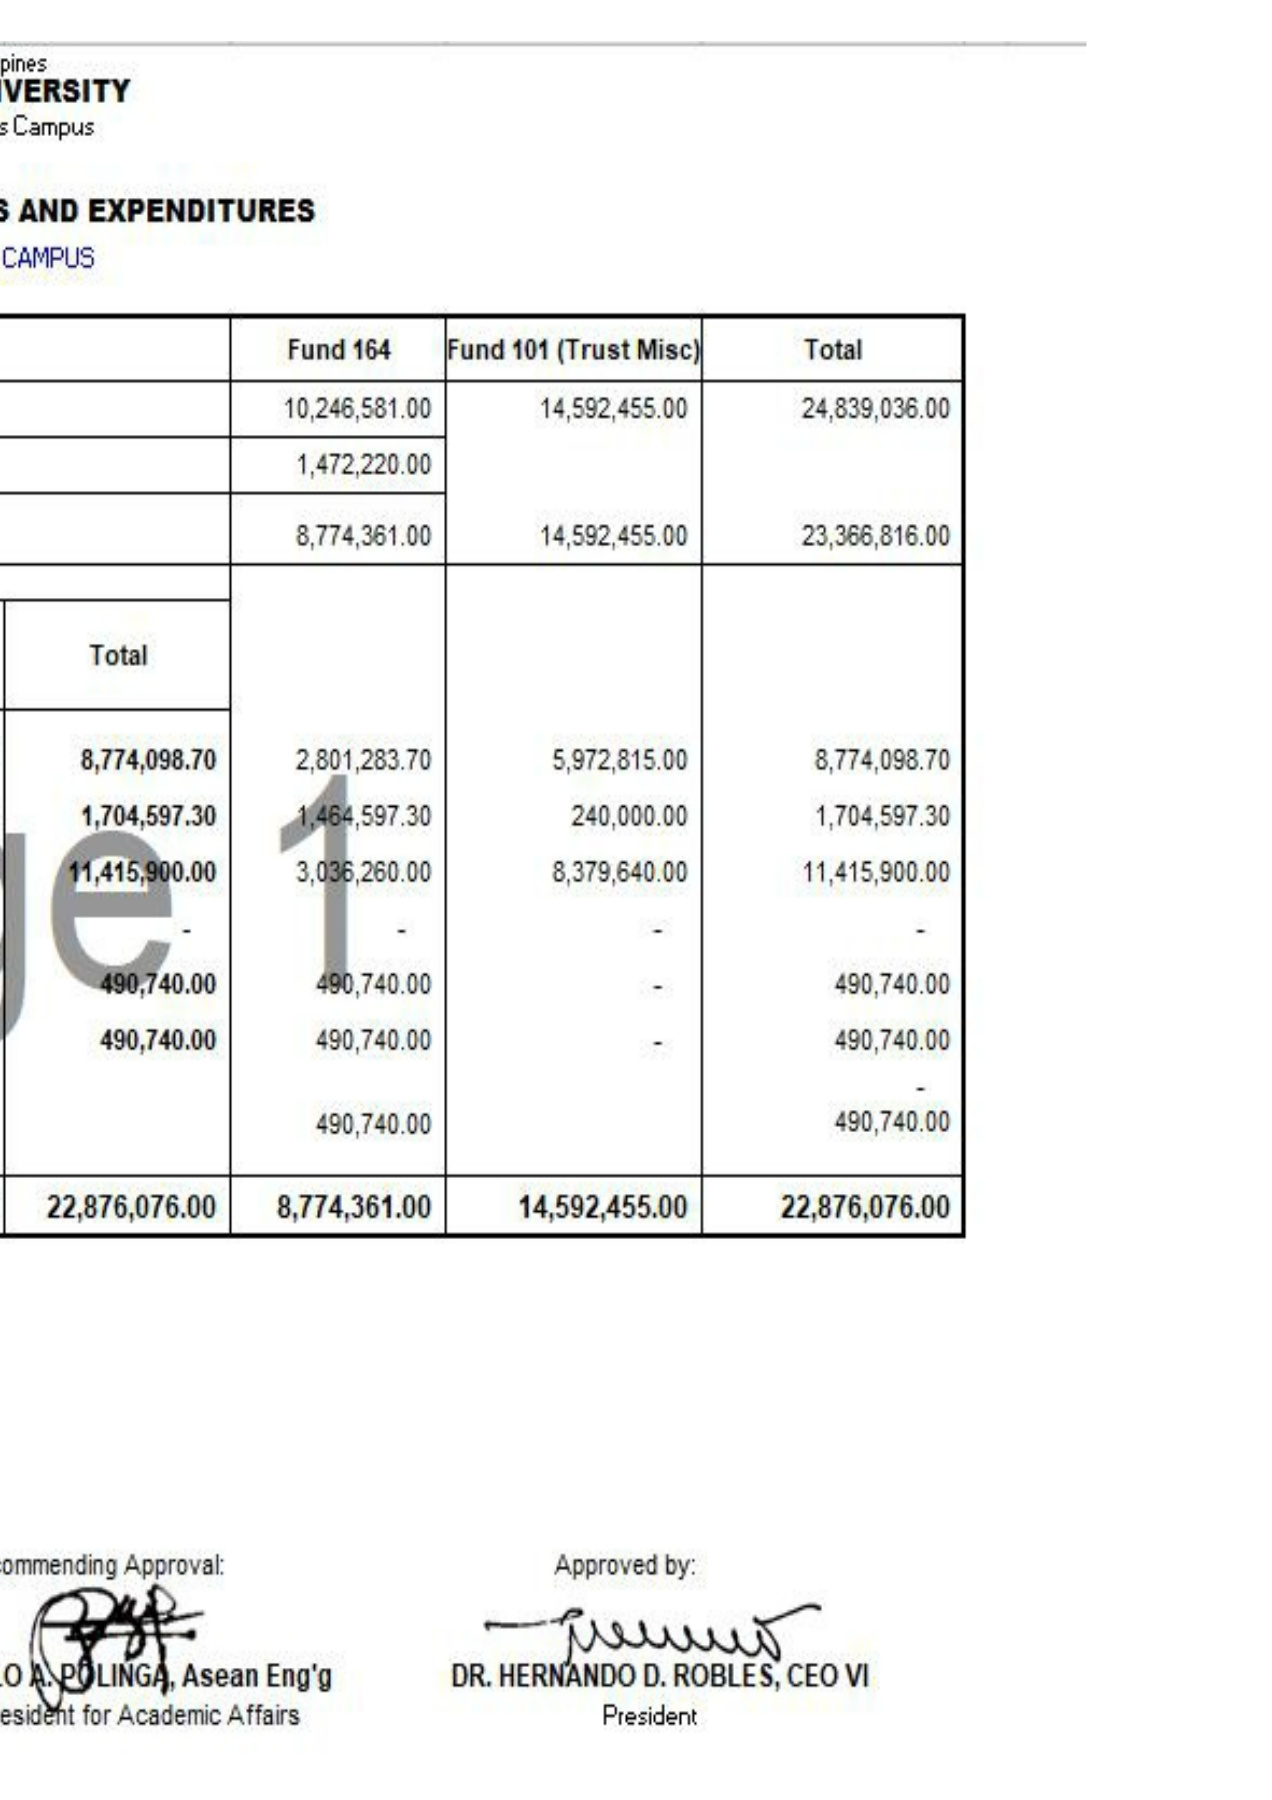 pines
IVERSITY
s Campus
S AND EXPENDITURES
CAMPUS
Fund 164 Fund 101 (Trust Misc) Total
10,246,581.00 14,592,455.00 24,839,036.00
1,472,220.00
8,774,361.00 14,592,455.00 23,366,816.00
Total
8,774,098.70 2,801,283.70 5,972,815.00 8,774,098.70
1,704,597.30 1,464,597.30 240,000.00 1,704,597.30
ge 1
11,415,900.00 3,036,260.00 8,379,640.00 11,415,900.00
- - - -
490,740.00 490,740.00 - 490,740.00
490,740.00 490,740.00 - 490,740.00
-
490,740.00 490,740.00
22,876,076.00 8,774,361.00 14,592,455.00 22,876,076.00
commending Approval: Approved by:
LO A. POLINGA, Asean Eng'g DR. HERNANDO D. ROBLES, CEO VI
esident for Academic Affairs President